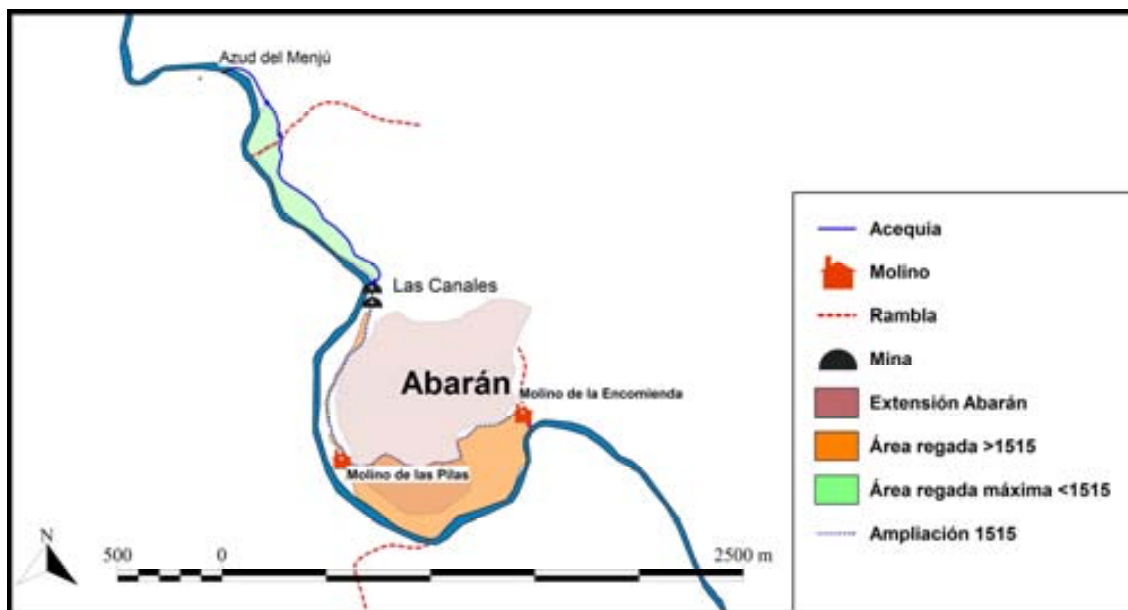 Azud del Menjú
Las Canales
Abarán
Molino de la Encomienda
Molino de las Pilas
N
500 0 2500 m
Acequia
Molino
Rambla
Mina
Extensión Abarán
Área regada >1515
Área regada máxima <1515
Ampliación 1515